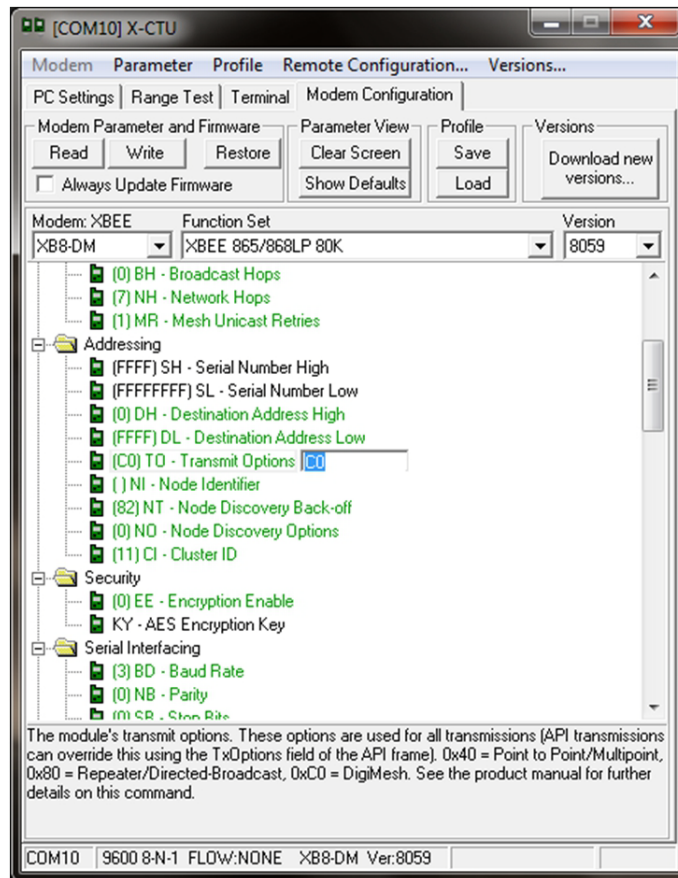 [COM10] X-CTU
Modem Parameter Profile Remote Configuration... Versions...
PC Settings Range Test Terminal Modem Configuration
Modem Parameter and Firmware Parameter View Profile Versions
Read Write Restore Clear Screen Save Download new versions...
Always Update Firmware Show Defaults Load
Modem: XBEE Function Set Version
XB8-DM XBEE 865/868LP 80K 8059
(0) BH - Broadcast Hops
(7) NH - Network Hops
(1) MR - Mesh Unicast Retries
Addressing
(FFFF) SH - Serial Number High
(FFFFFFFF) SL - Serial Number Low
(0) DH - Destination Address High
(FFFF) DL - Destination Address Low
(C0) TO - Transmit Options C0
( ) NI - Node Identifier
(82) NT - Node Discovery Back-off
(0) NO - Node Discovery Options
(11) CI - Cluster ID
Security
(0) EE - Encryption Enable
KY - AES Encryption Key
Serial Interfacing
(3) BD - Baud Rate
(0) NB - Parity
(0) SB - Stop Bits
The module's transmit options. These options are used for all transmissions (API transmissions
can override this using the TxOptions field of the API frame). 0x40 = Point to Point/Multipoint,
0x80 = Repeater/Directed-Broadcast, 0xC0 = DigiMesh. See the product manual for further
details on this command.
COM10 9600 8-N-1 FLOW:NONE XB8-DM Ver:8059